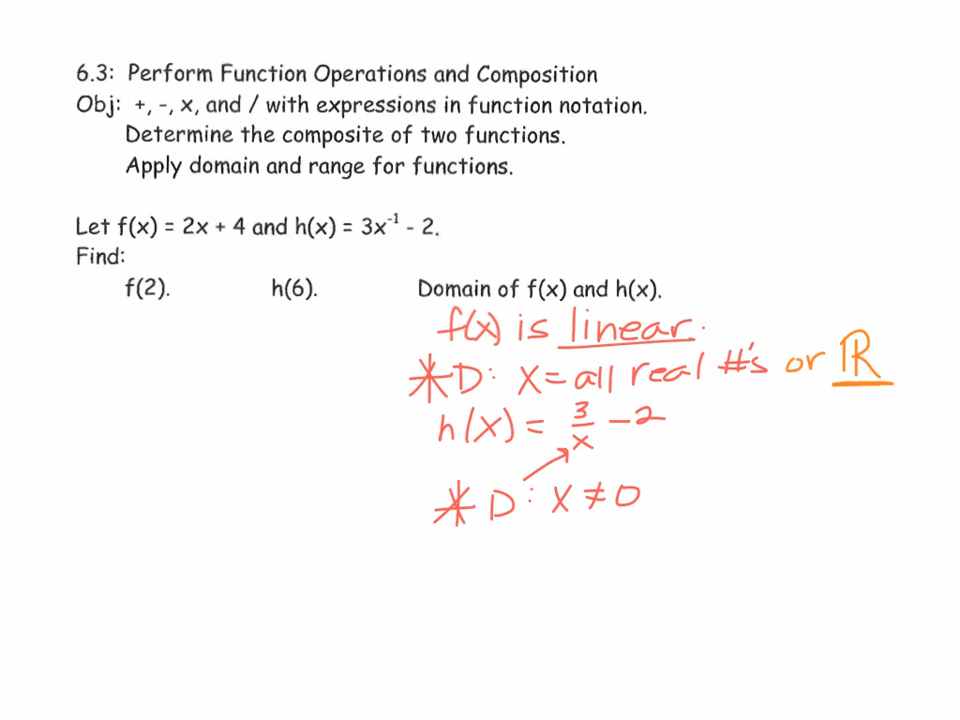 6.3: Perform Function Operations and Composition
Obj: +, -, x, and / with expressions in function notation.
Determine the composite of two functions.
Apply domain and range for functions.
Let f(x) = 2x + 4 and h(x) = 3x⁻¹ - 2.
Find:
f(2). h(6). Domain of f(x) and h(x).
f(x) is linear.
*D: x = all real #'s or ℝ
h(x) = 3/x - 2
*D: x ≠ 0